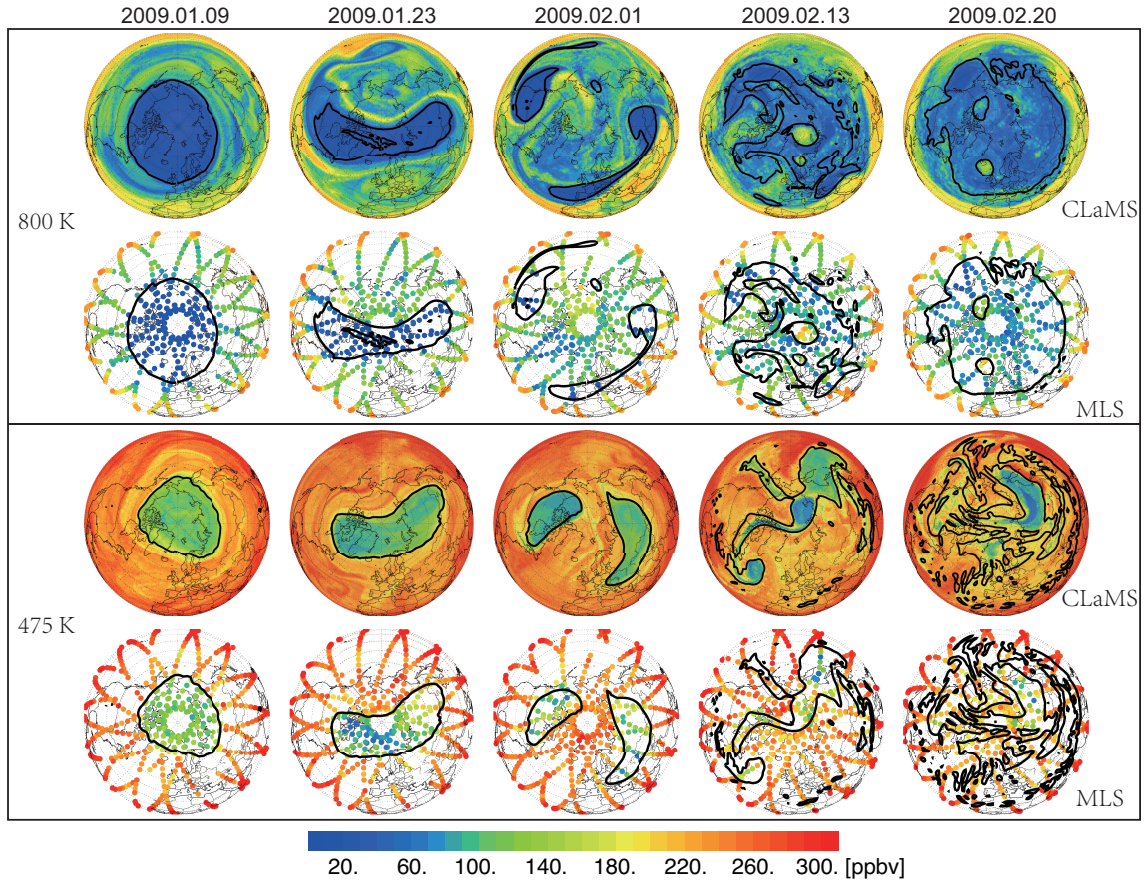 2009.01.09 2009.01.23 2009.02.01 2009.02.13 2009.02.20
CLaMS
800 K
MLS
CLaMS
475 K
MLS
20. 60. 100. 140. 180. 220. 260. 300. [ppbv]